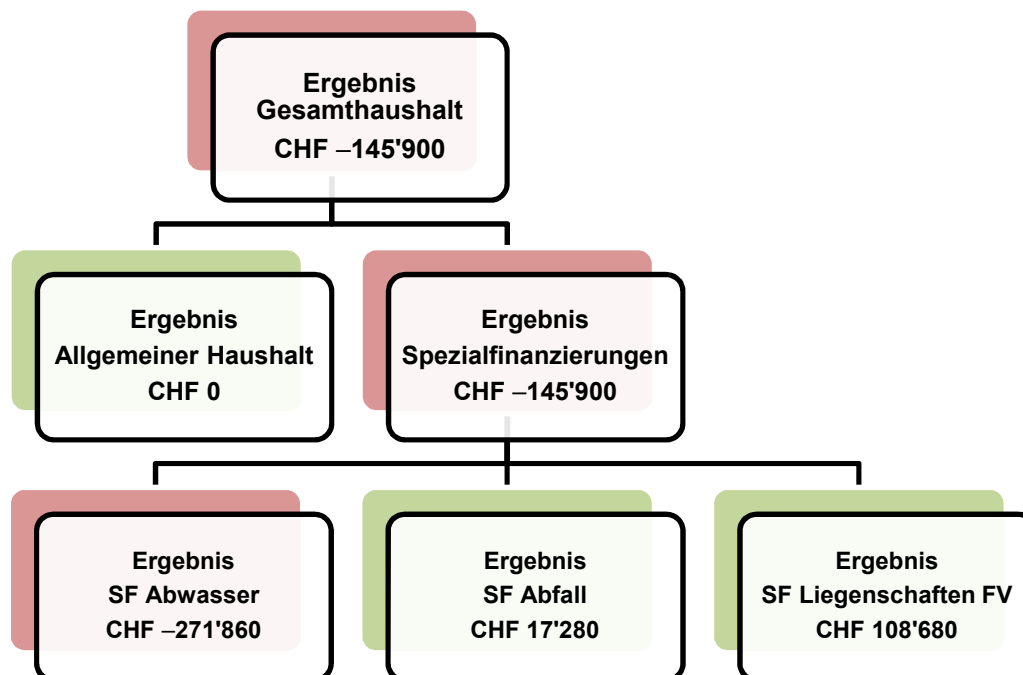 Ergebnis
Gesamthaushalt
CHF –145'900
Ergebnis
Allgemeiner Haushalt
CHF 0
Ergebnis
Spezialfinanzierungen
CHF –145'900
Ergebnis
SF Abwasser
CHF –271'860
Ergebnis
SF Abfall
CHF 17'280
Ergebnis
SF Liegenschaften FV
CHF 108'680